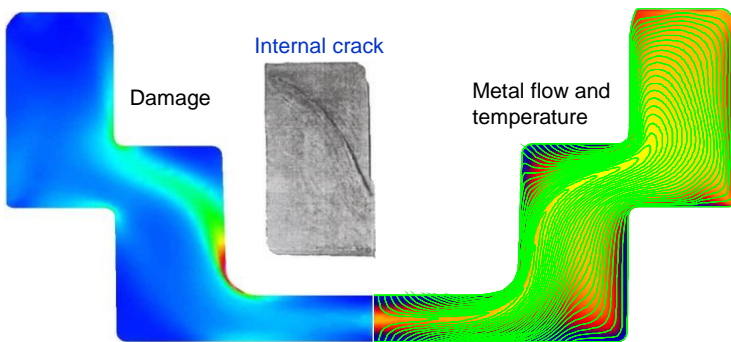 Internal crack
Damage
Metal flow and
temperature